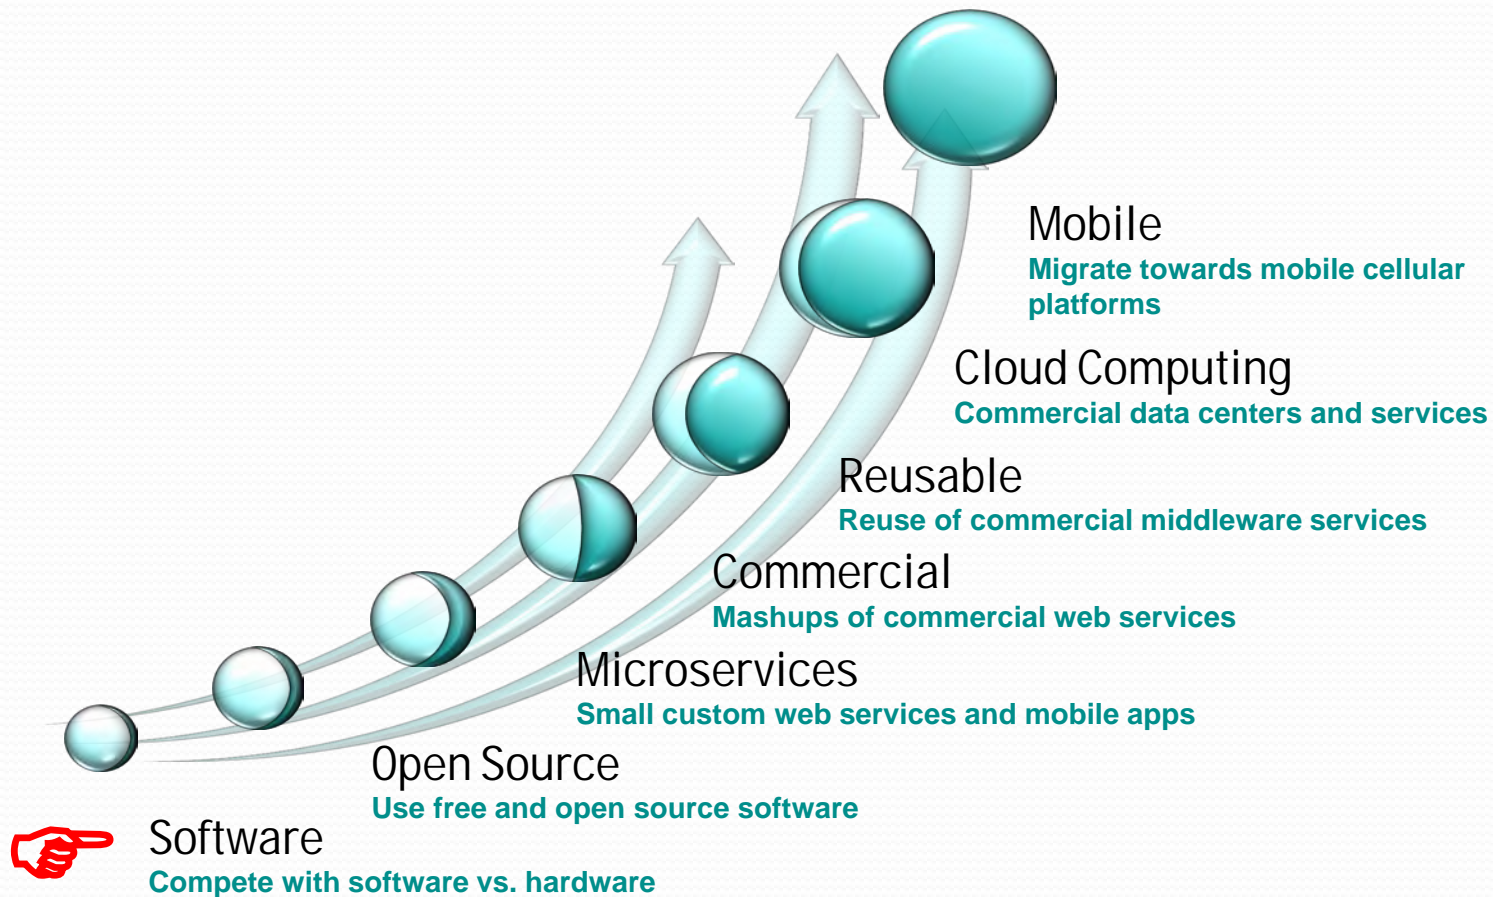 Mobile
Migrate towards mobile cellular
platforms
Cloud Computing
Commercial data centers and services
Reusable
Reuse of commercial middleware services
Commercial
Mashups of commercial web services
Microservices
Small custom web services and mobile apps
Open Source
Use free and open source software
Software
Compete with software vs. hardware